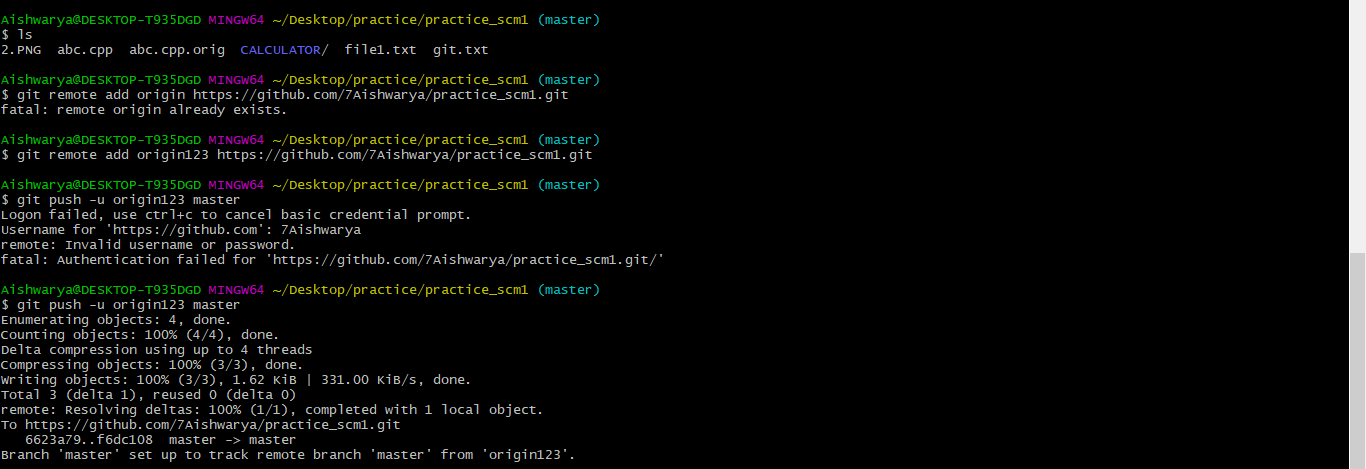 Aishwarya@DESKTOP-T935DGD MINGW64 ~/Desktop/practice/practice_scm1 (master)
$ ls
2.PNG  abc.cpp  abc.cpp.orig  CALCULATOR/  file1.txt  git.txt
Aishwarya@DESKTOP-T935DGD MINGW64 ~/Desktop/practice/practice_scm1 (master)
$ git remote add origin https://github.com/7Aishwarya/practice_scm1.git
fatal: remote origin already exists.
Aishwarya@DESKTOP-T935DGD MINGW64 ~/Desktop/practice/practice_scm1 (master)
$ git remote add origin123 https://github.com/7Aishwarya/practice_scm1.git
Aishwarya@DESKTOP-T935DGD MINGW64 ~/Desktop/practice/practice_scm1 (master)
$ git push -u origin123 master
Logon failed, use ctrl+c to cancel basic credential prompt.
Username for 'https://github.com': 7Aishwarya
remote: Invalid username or password.
fatal: Authentication failed for 'https://github.com/7Aishwarya/practice_scm1.git/'
Aishwarya@DESKTOP-T935DGD MINGW64 ~/Desktop/practice/practice_scm1 (master)
$ git push -u origin123 master
Enumerating objects: 4, done.
Counting objects: 100% (4/4), done.
Delta compression using up to 4 threads
Compressing objects: 100% (3/3), done.
Writing objects: 100% (3/3), 1.62 KiB | 331.00 KiB/s, done.
Total 3 (delta 1), reused 0 (delta 0)
remote: Resolving deltas: 100% (1/1), completed with 1 local object.
To https://github.com/7Aishwarya/practice_scm1.git
   6623a79..f6dc108  master -> master
Branch 'master' set up to track remote branch 'master' from 'origin123'.